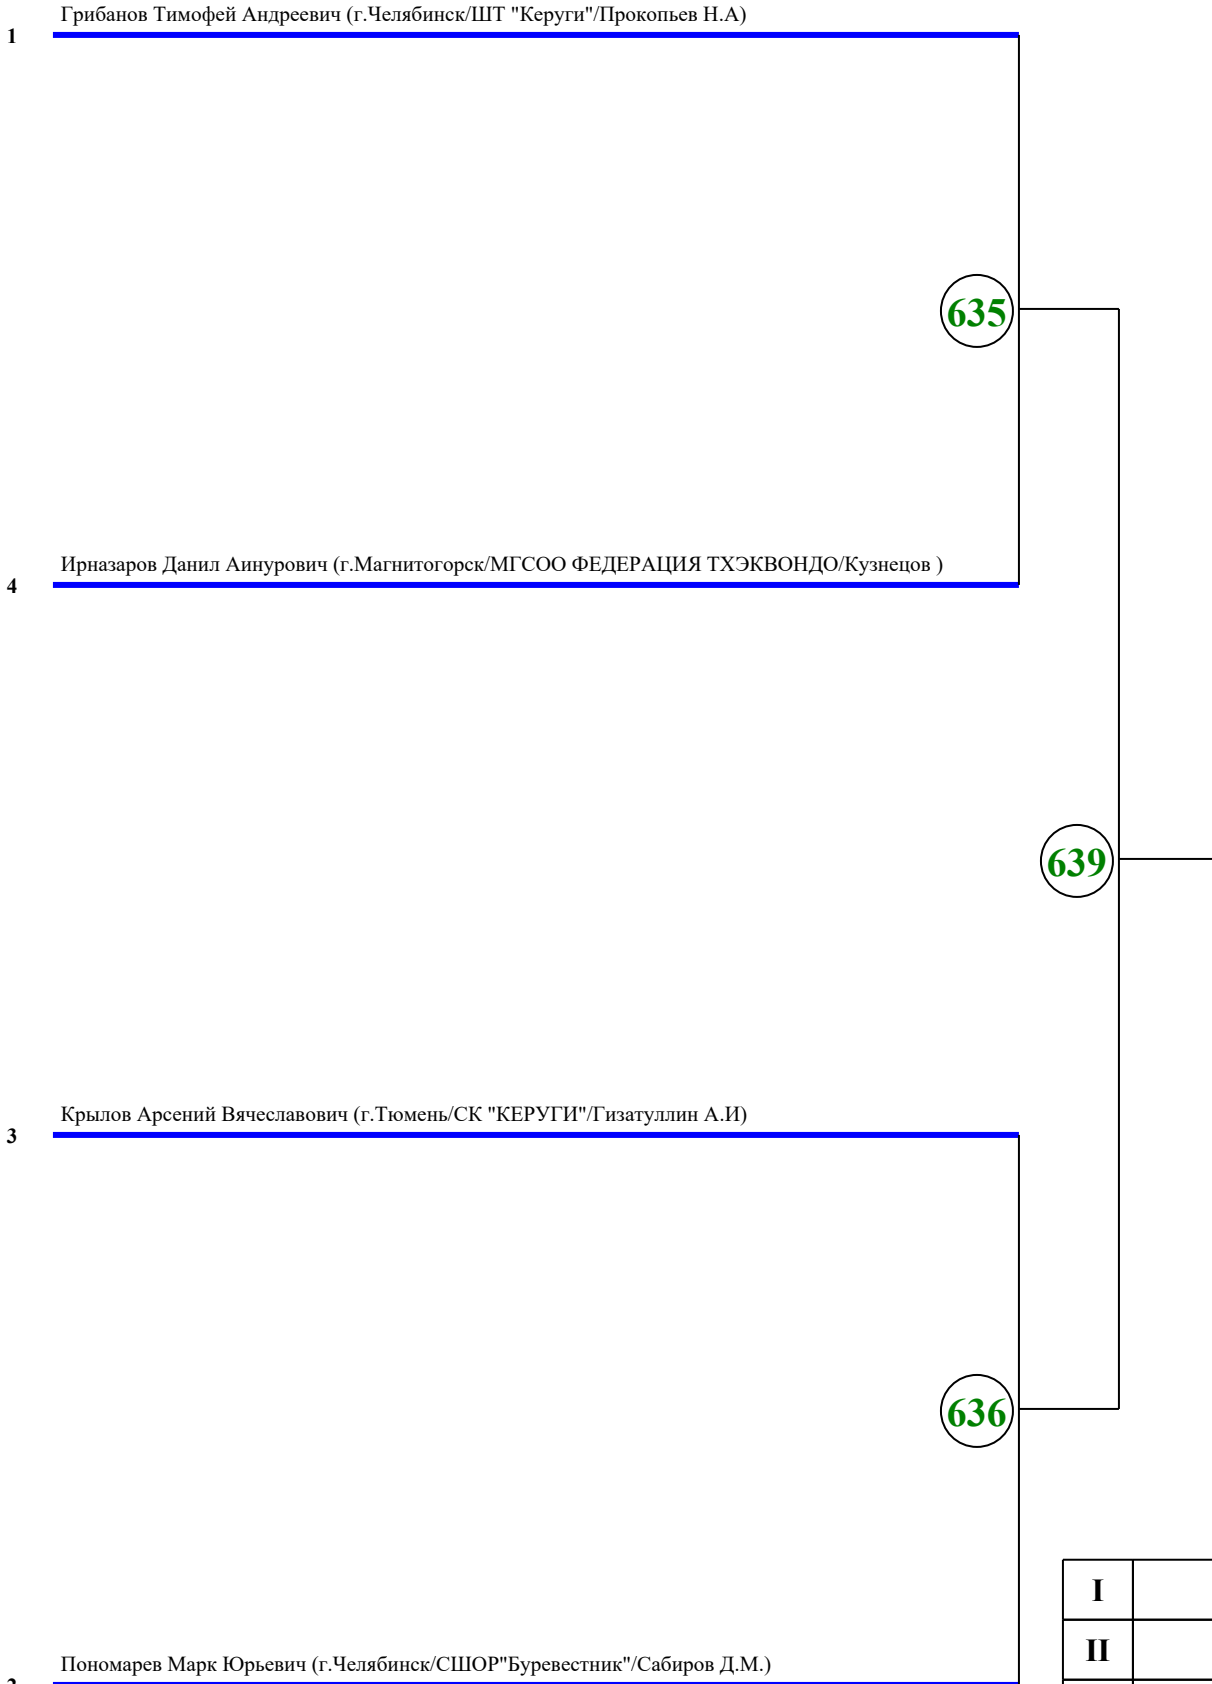 Грибанов Тимофей Андреевич (г.Челябинск/ШТ "Керуги"/Прокопьев Н.А)
1
635
Ирназаров Данил Аинурович (г.Магнитогорск/МГСОО ФЕДЕРАЦИЯ ТХЭКВОНДО/Кузнецов )
4
639
Крылов Арсений Вячеславович (г.Тюмень/СК "КЕРУГИ"/Гизатуллин А.И)
3
636
I
II
Пономарев Марк Юрьевич (г.Челябинск/СШОР"Буревестник"/Сабиров Д.М.)